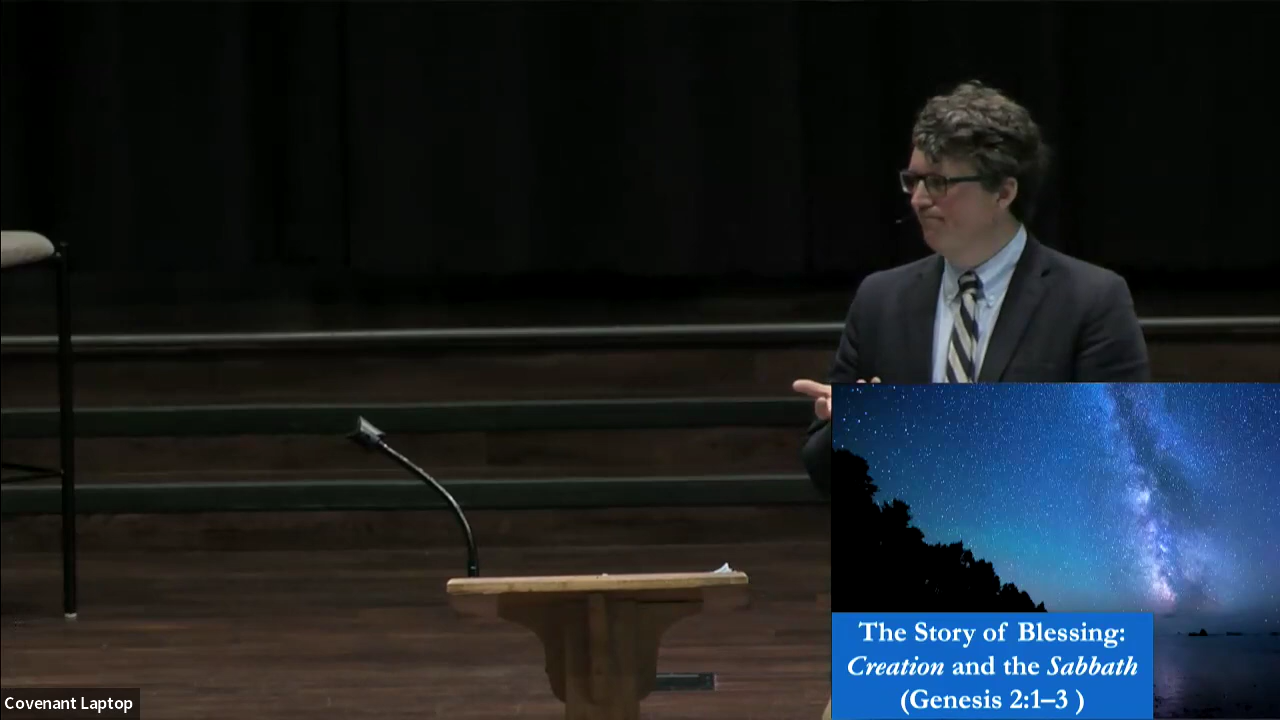 The Story of Blessing:
Creation and the Sabbath
(Genesis 2:1–3 )
Covenant Laptop